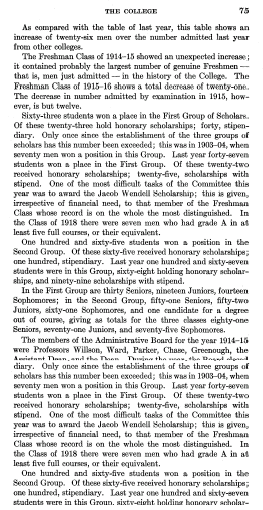 THE COLLEGE 75
As compared with the table of last year, this table shows an
increase of twenty-six men over the number admitted last year
from other colleges.
The Freshman Class of 1914–15 showed an unexpected increase;
it contained probably the largest number of genuine Freshmen —
that is, men just admitted — in the history of the College. The
Freshman Class of 1915–16 shows a total decrease of twenty-one.
The decrease in number admitted by examination in 1915, how-
ever, is but twelve.
Sixty-three students won a place in the First Group of Scholars.
Of these twenty-three hold honorary scholarships; forty, stipen-
diary. Only once since the establishment of the three groups of
scholars has this number been exceeded; this was in 1903–04, when
seventy men won a position in this Group. Last year forty-seven
students won a place in the First Group. Of these twenty-two
received honorary scholarships; twenty-five, scholarships with
stipend. One of the most difficult tasks of the Committee this
year was to award the Jacob Wendell Scholarship; this is given,
irrespective of financial need, to that member of the Freshman
Class whose record is on the whole the most distinguished. In
the Class of 1918 there were seven men who had grade A in at
least five full courses, or their equivalent.
One hundred and sixty-five students won a position in the
Second Group. Of these sixty-five received honorary scholarships;
one hundred, stipendiary. Last year one hundred and sixty-seven
students were in this Group, sixty-eight holding honorary scholar-
ships, and ninety-nine scholarships with stipend.
In the First Group are thirty Seniors, nineteen Juniors, fourteen
Sophomores; in the Second Group, fifty-one Seniors, fifty-two
Juniors, sixty-one Sophomores, and one candidate for a degree
out of course, giving as totals for the three classes eighty-one
Seniors, seventy-one Juniors, and seventy-five Sophomores.
The members of the Administrative Board for the year 1914–15
were Professors Willson, Ward, Parker, Chase, Greenough, the
Assistant Dean, and the Dean. During the year, the Board
diary. Only once since the establishment of the three groups of
scholars has this number been exceeded; this was in 1903–04, when
seventy men won a position in this Group. Last year forty-seven
students won a place in the First Group. Of these twenty-two
received honorary scholarships; twenty-five, scholarships with
stipend. One of the most difficult tasks of the Committee this
year was to award the Jacob Wendell Scholarship; this is given,
irrespective of financial need, to that member of the Freshman
Class whose record is on the whole the most distinguished. In
the Class of 1918 there were seven men who had grade A in at
least five full courses, or their equivalent.
One hundred and sixty-five students won a position in the
Second Group. Of these sixty-five received honorary scholarships;
one hundred, stipendiary. Last year one hundred and sixty-seven
students were in this Group, sixty-eight holding honorary scholar-